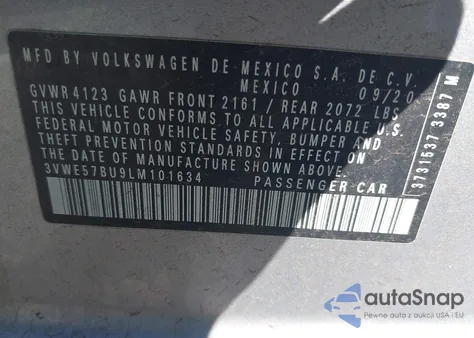 MFD BY VOLKSWAGEN DE MEXICO S.A. DE C.V.
MEXICO 09/20
GVWR 4123 GAWR FRONT 2161 / REAR 2072 LBS
THIS VEHICLE CONFORMS TO ALL APPLICABLE U.S.
FEDERAL MOTOR VEHICLE SAFETY, BUMPER AND
THEFT PREVENTION STANDARDS IN EFFECT ON
THE DATE OF MANUFACTURE SHOWN ABOVE.
3VWE57BU9LM101634 PASSENGER CAR
3731637 3387 M
autoSnap
Pewne auta z aukcji USA i EU